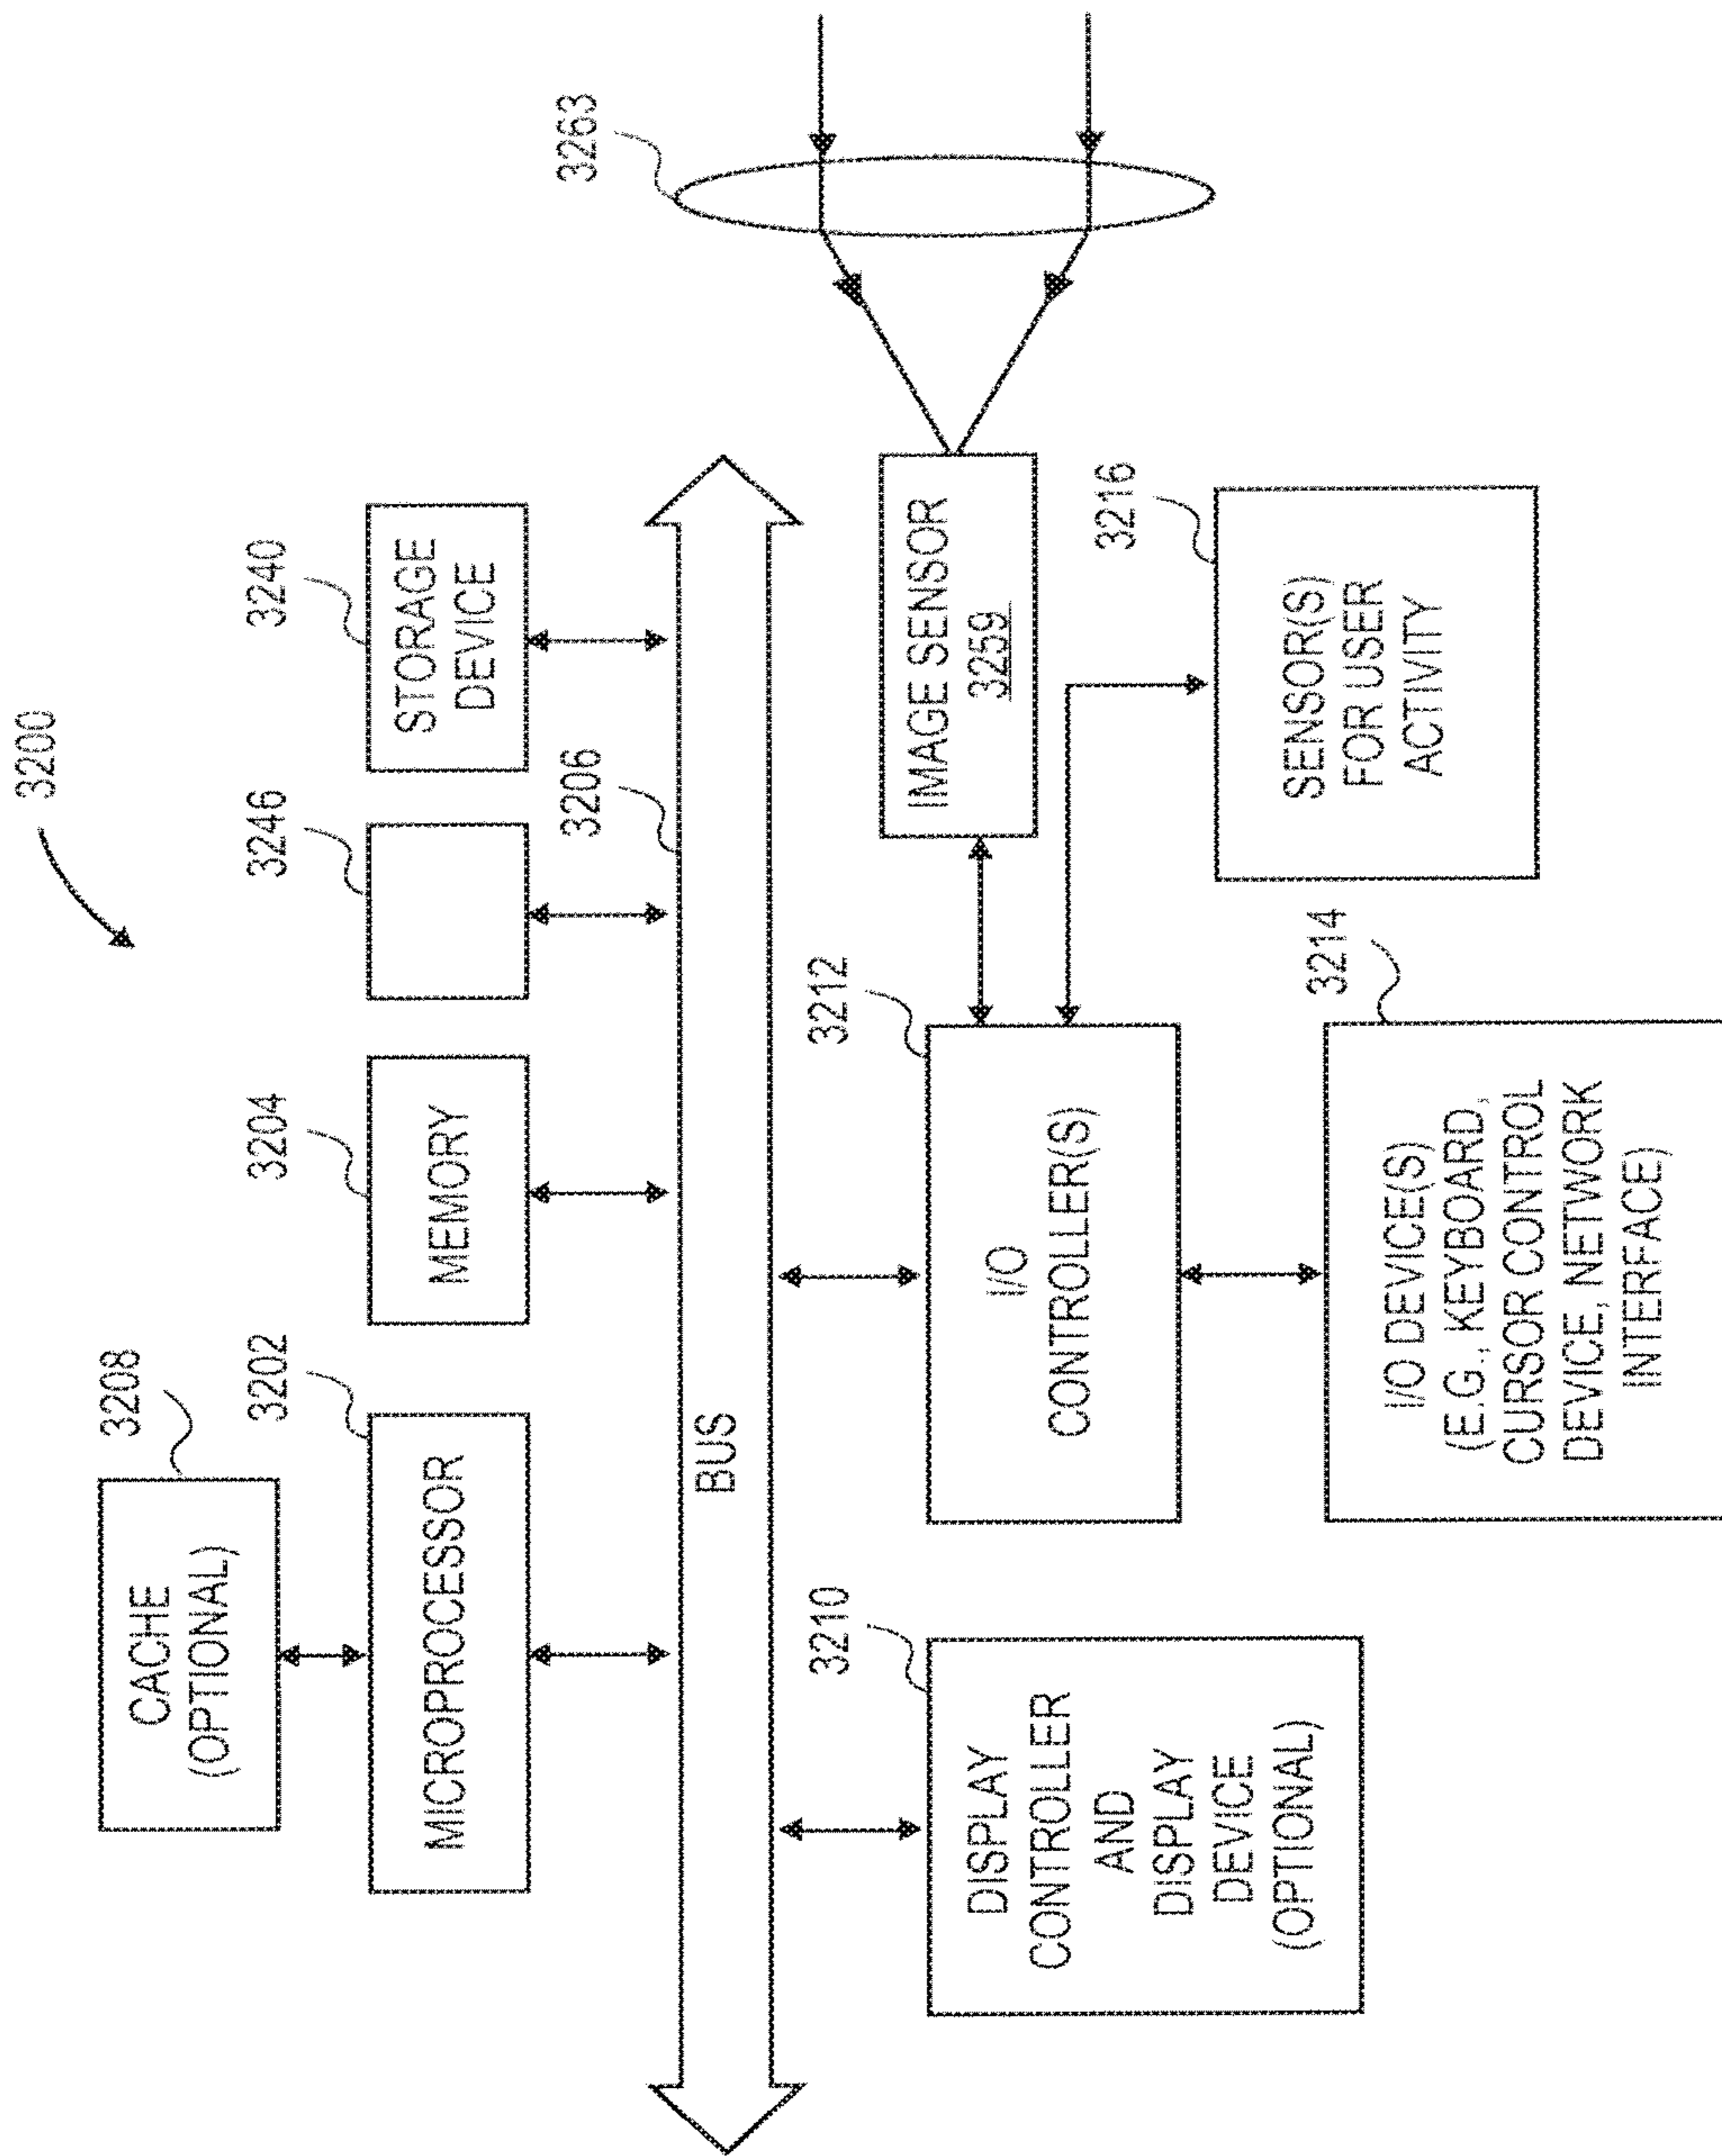 3200
3208
CACHE
(OPTIONAL)
3202
MICROPROCESSOR
3204
MEMORY
3246
3240
STORAGE
DEVICE
3206
BUS
3210
DISPLAY
CONTROLLER
AND
DISPLAY
DEVICE
(OPTIONAL)
3212
I/O
CONTROLLER(S)
IMAGE SENSOR
3259
3263
3214
I/O DEVICE(S)
(E.G., KEYBOARD,
CURSOR CONTROL
DEVICE, NETWORK
INTERFACE)
3216
SENSOR(S)
FOR USER
ACTIVITY